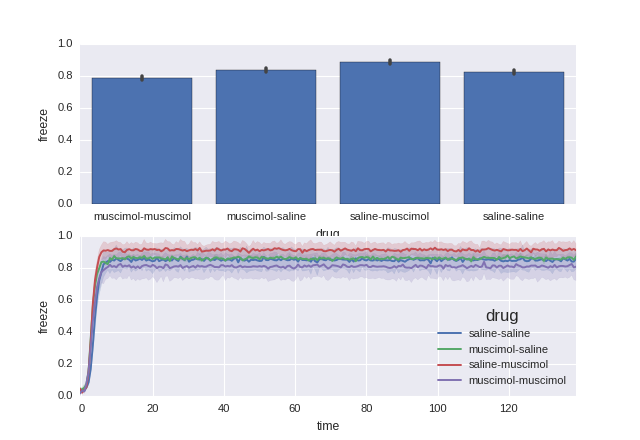 1.0
0.8
0.6
0.4
0.2
0.0
freeze
muscimol-muscimol muscimol-saline saline-muscimol saline-saline
drug
1.0
0.8
0.6
0.4
0.2
0.0
freeze
drug
saline-saline
muscimol-saline
saline-muscimol
muscimol-muscimol
0 20 40 60 80 100 120
time